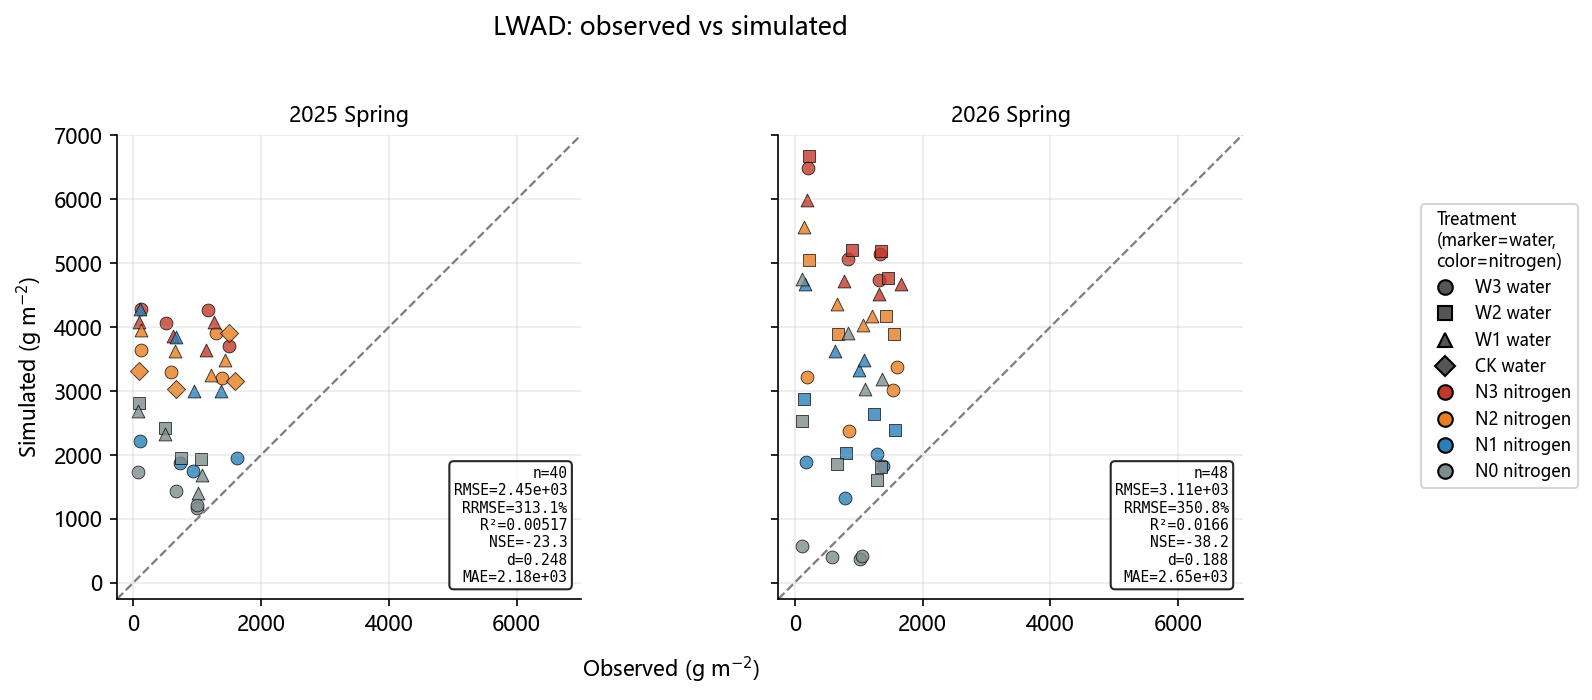 LWAD: observed vs simulated
2025 Spring
2026 Spring
Simulated (g m⁻²)
7000
6000
5000
4000
3000
2000
1000
0
n=40
RMSE=2.45e+03
RRMSE=313.1%
R²=0.00517
NSE=-23.3
d=0.248
MAE=2.18e+03
n=48
RMSE=3.11e+03
RRMSE=350.8%
R²=0.0166
NSE=-38.2
d=0.188
MAE=2.65e+03
0 2000 4000 6000
0 2000 4000 6000
Observed (g m⁻²)
Treatment
(marker=water,
color=nitrogen)
W3 water
W2 water
W1 water
CK water
N3 nitrogen
N2 nitrogen
N1 nitrogen
N0 nitrogen